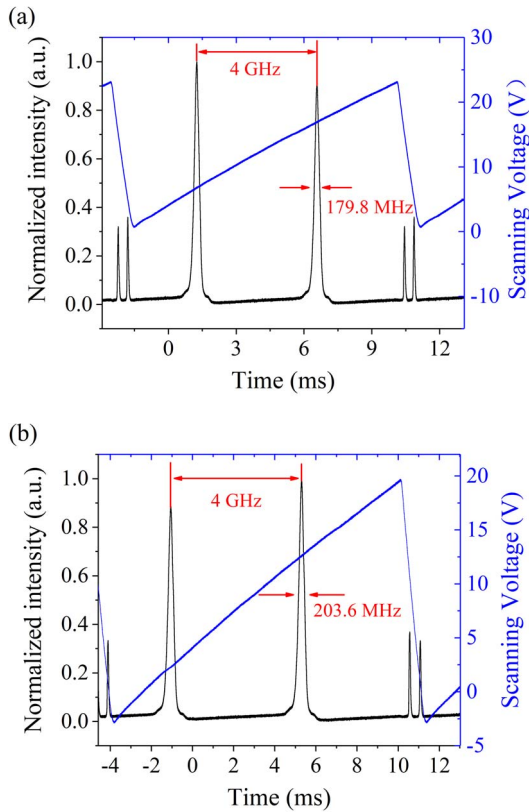 (a)
4 GHz
179.8 MHz
Normalized intensity (a.u.)
1.0
0.8
0.6
0.4
0.2
0.0
30
20
10
0
-10
Scanning Voltage (V)
0 3 6 9 12
Time (ms)
(b)
4 GHz
203.6 MHz
Normalized intensity (a.u.)
1.0
0.8
0.6
0.4
0.2
0.0
20
15
10
5
0
-5
Scanning Voltage (V)
-4 -2 0 2 4 6 8 10 12
Time (ms)